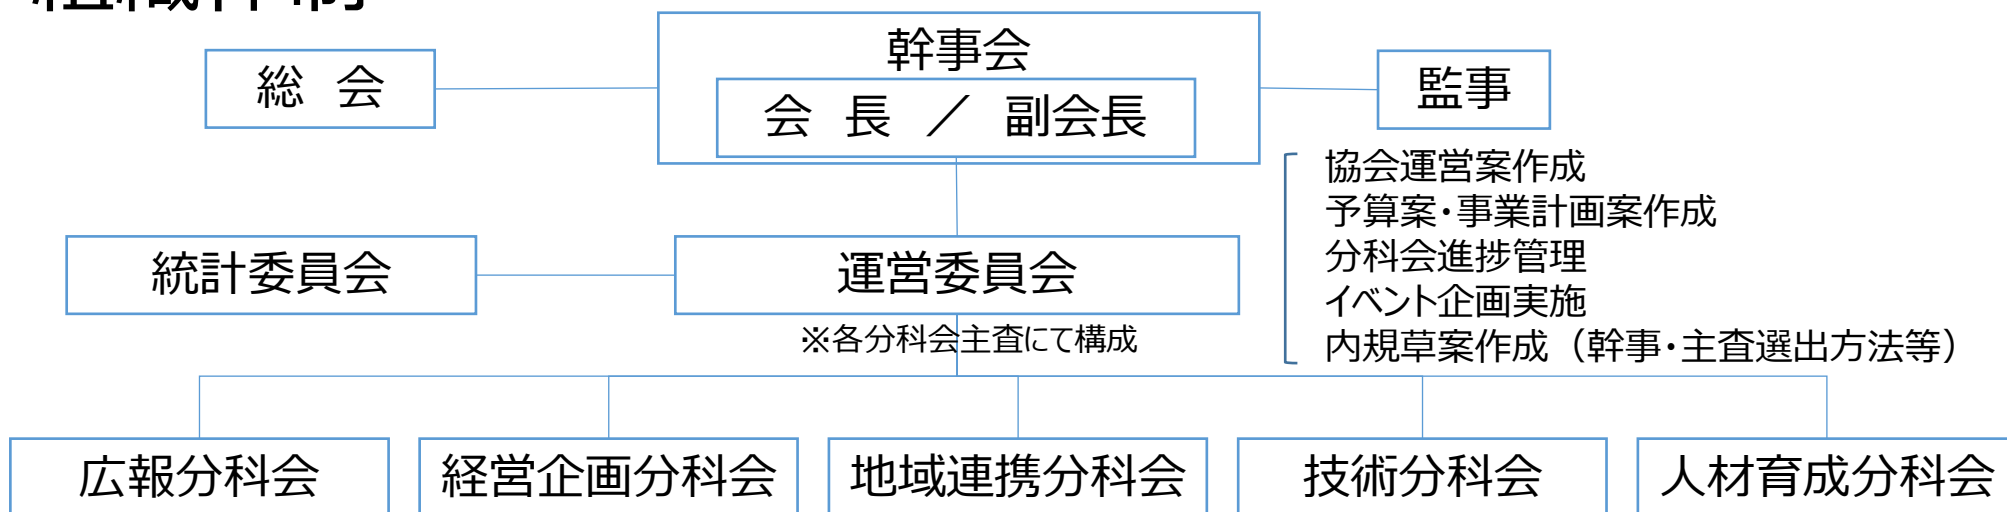 幹事会
総　会
会　長　／　副会長
監事
協会運営案作成
予算案・事業計画案作成
分科会進捗管理
イベント企画実施
内規草案作成（幹事・主査選出方法等）
統計委員会
運営委員会
※各分科会主査にて構成
広報分科会
経営企画分科会
地域連携分科会
技術分科会
人材育成分科会